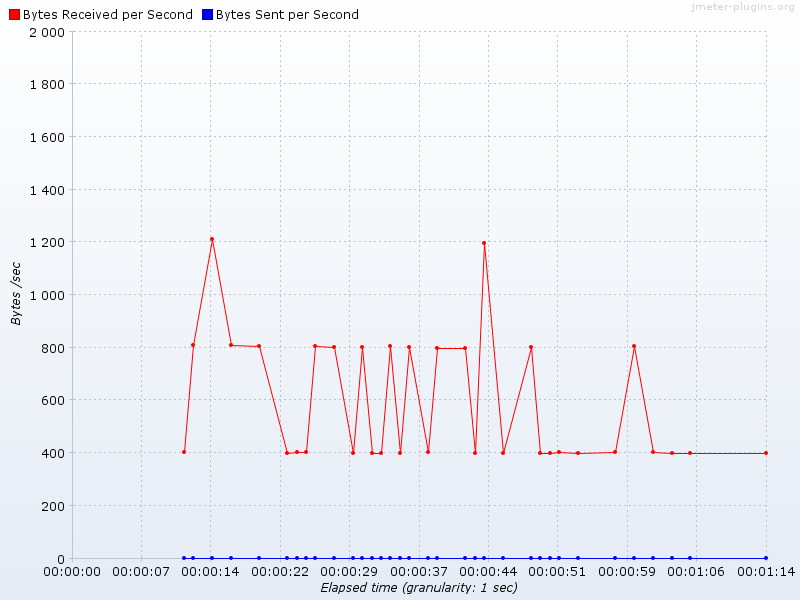 jmeter-plugins.org
Bytes Received per Second Bytes Sent per Second
2 000
1 800
1 600
1 400
1 200
1 000
800
600
400
200
0
Bytes /sec
00:00:00 00:00:07 00:00:14 00:00:22 00:00:29 00:00:37 00:00:44 00:00:51 00:00:59 00:01:06 00:01:14
Elapsed time (granularity: 1 sec)